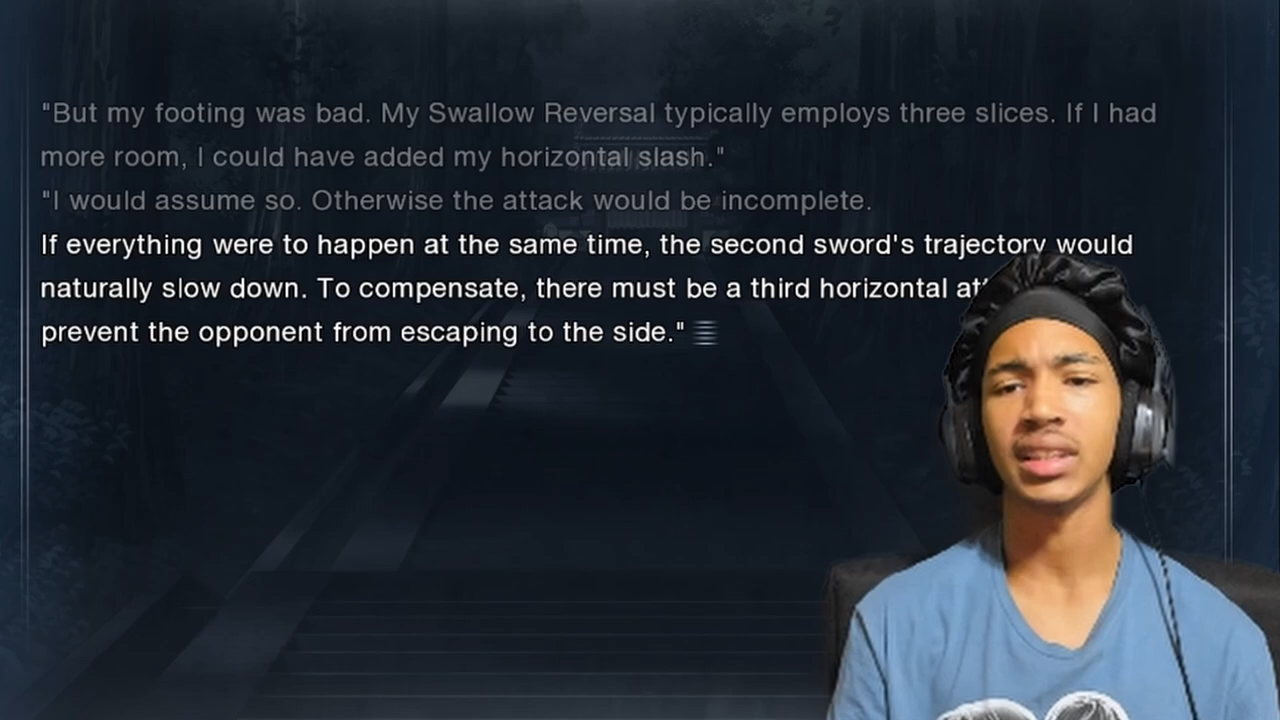 "But my footing was bad. My Swallow Reversal typically employs three slices. If I had
more room, I could have added my horizontal slash."
"I would assume so. Otherwise the attack would be incomplete.
If everything were to happen at the same time, the second sword's trajectory would
naturally slow down. To compensate, there must be a third horizontal
prevent the opponent from escaping to the side."